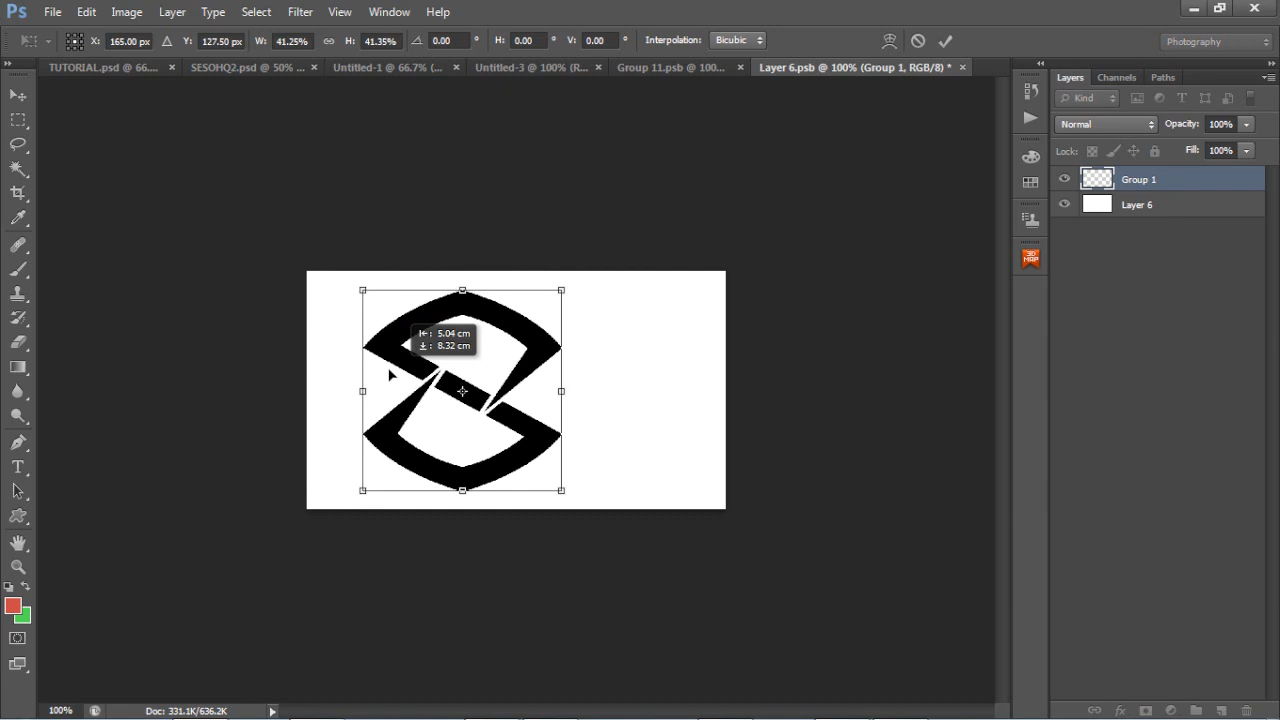 Ps File Edit Image Layer Type Select Filter View Window Help
X: 165.00 px Y: 127.50 px W: 41.25% H: 41.35% 0.00 ° H: 0.00 ° V: 0.00 ° Interpolation: Bicubic Photography
TUTORIAL.psd @ 66.... × SESOHQ2.psd @ 50% ... × Untitled-1 @ 66.7% (... × Untitled-3 @ 100% (R... × Group 11.psb @ 100... × Layer 6.psb @ 100% (Group 1, RGB/8) * ×
Layers Channels Paths
Kind
Normal Opacity: 100%
Lock: Fill: 100%
Group 1
Layer 6
3D
MAP
5.04 cm
8.32 cm
100% Doc: 331.1K/636.2K